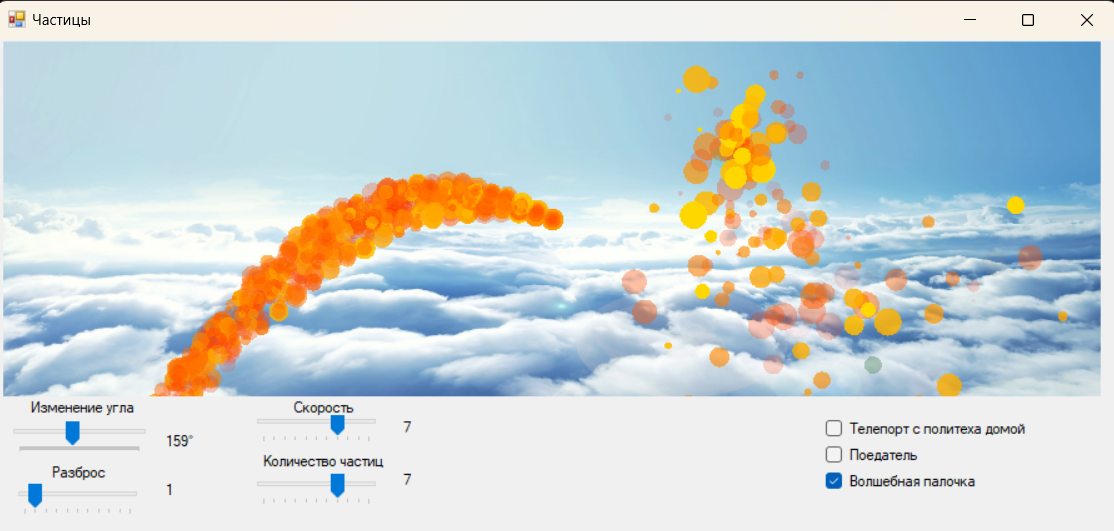 Частицы
Изменение угла
159°
Разброс
1
Скорость
7
Количество частиц
7
Телепорт с политеха домой
Поедатель
Волшебная палочка